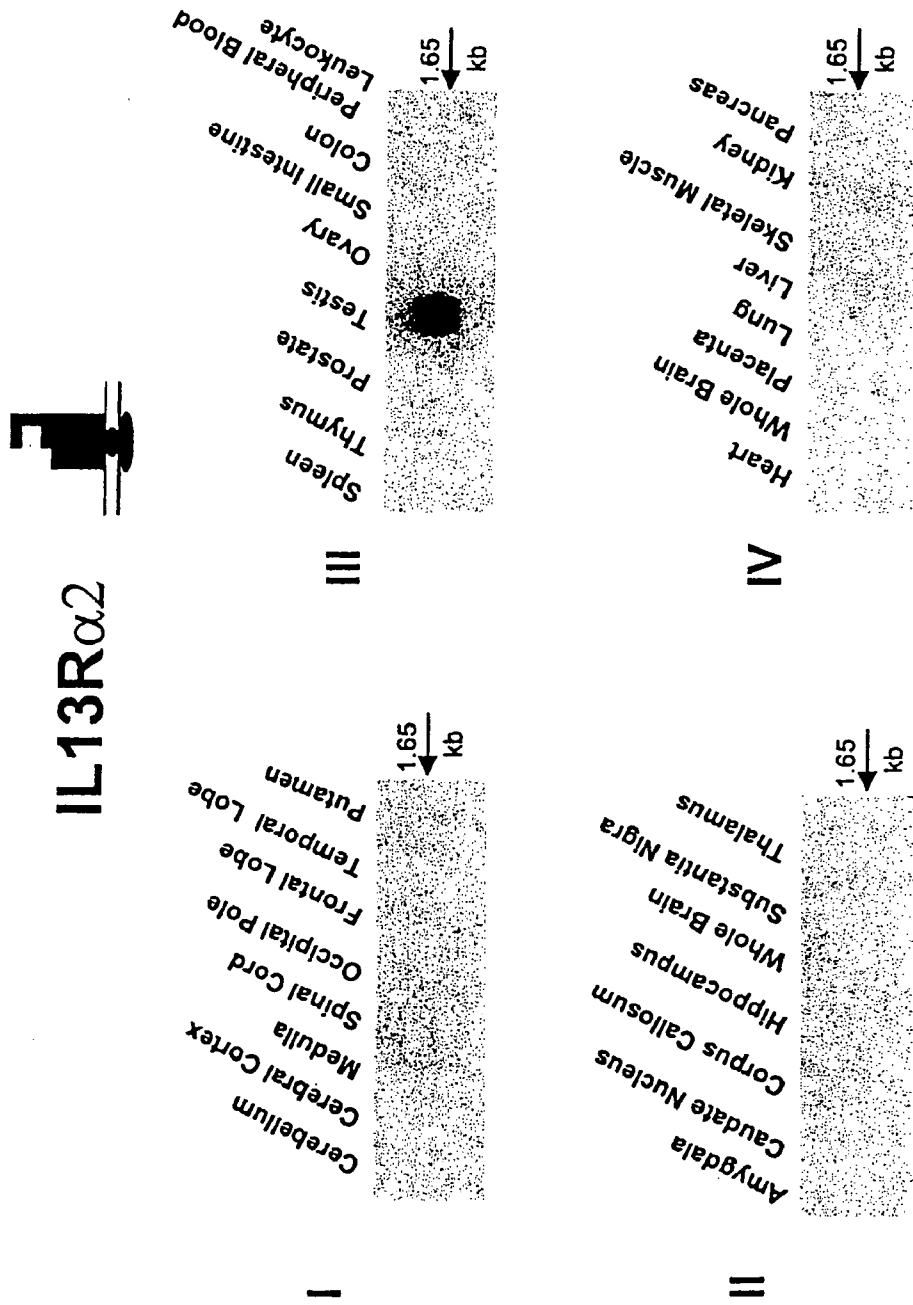 IL13Rα2
I
Cerebellum
Cerebral Cortex
Medulla
Spinal Cord
Occipital Pole
Frontal Lobe
Temporal Lobe
Putamen
1.65
kb
II
Amygdala
Caudate Nucleus
Corpus Callosum
Hippocampus
Whole Brain
Substantia Nigra
Thalamus
1.65
kb
III
Spleen
Thymus
Prostate
Testis
Ovary
Small Intestine
Colon
Peripheral Blood
Leukocyte
1.65
kb
IV
Heart
Whole Brain
Placenta
Lung
Liver
Skeletal Muscle
Kidney
Pancreas
1.65
kb